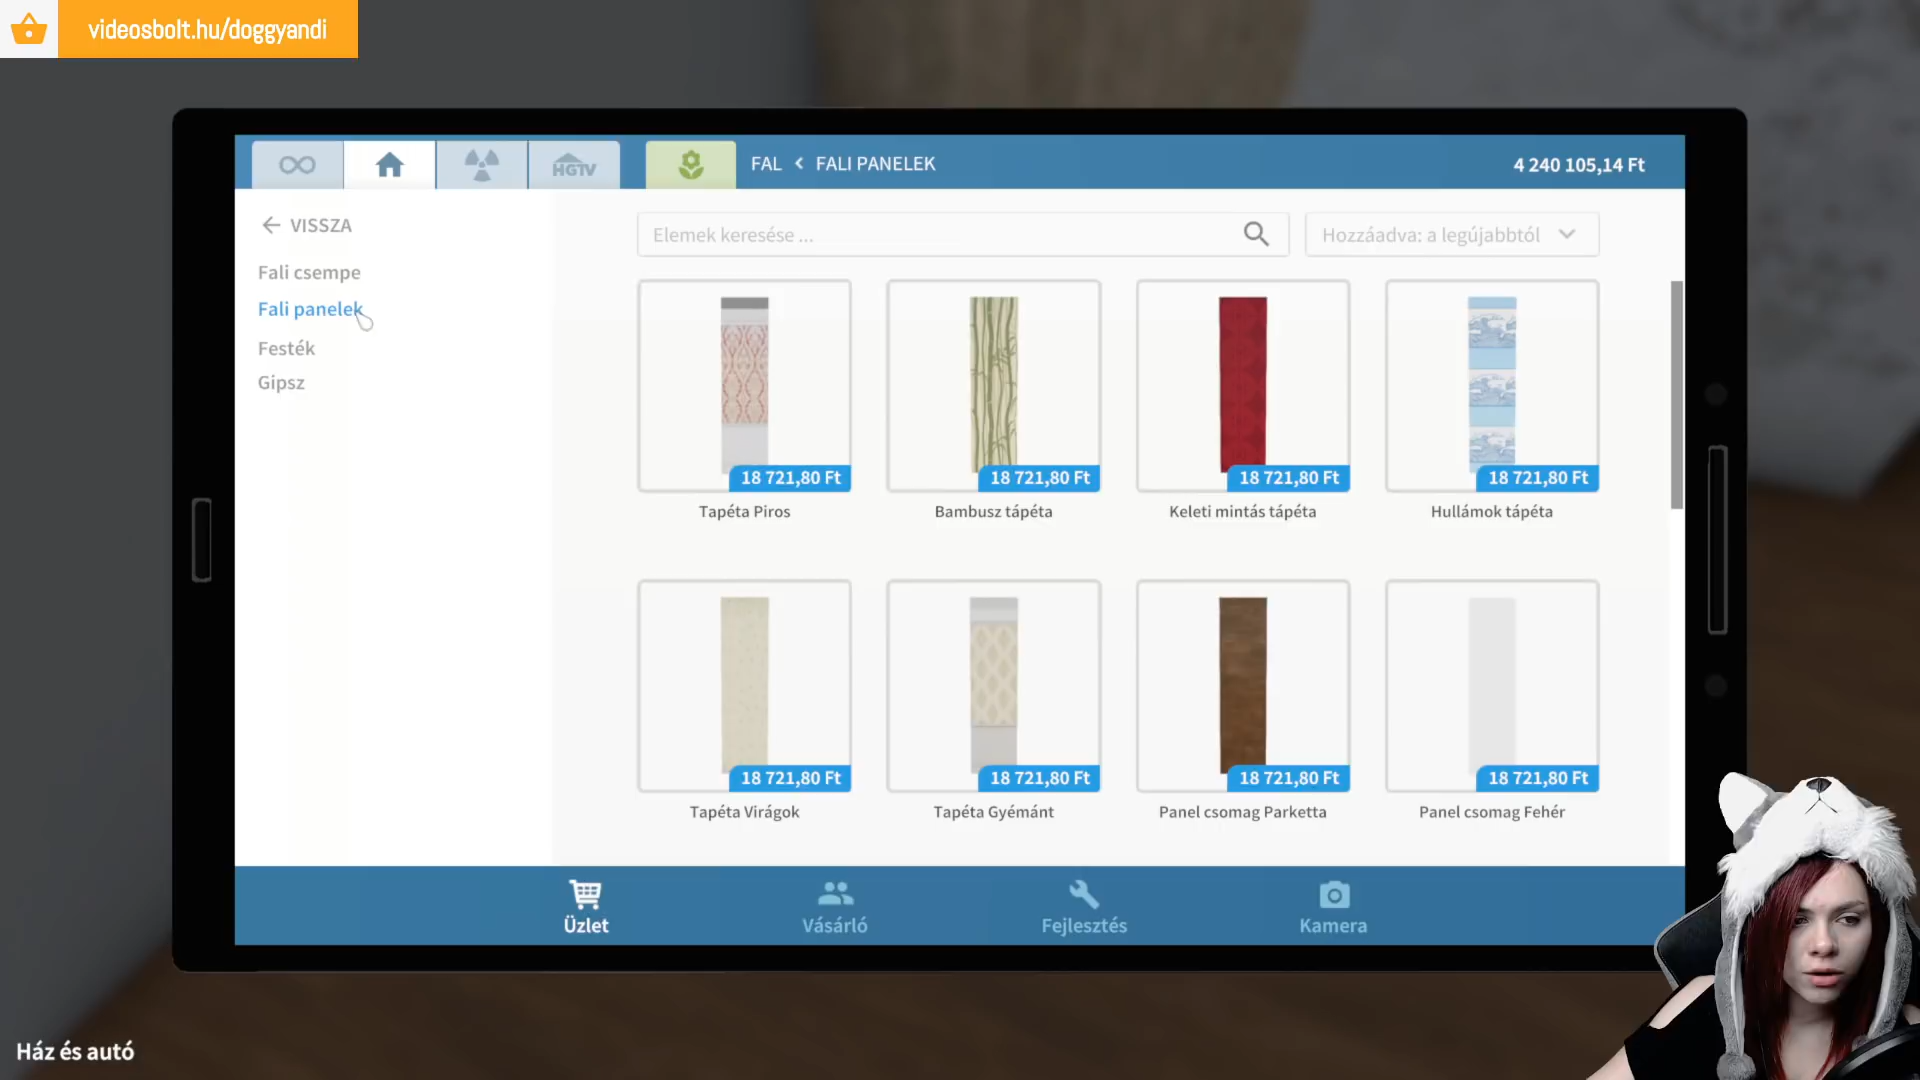 videosbolt.hu/doggyandi
HGTV
FAL < FALI PANELEK
4 240 105,14 Ft
VISSZA
Elemek keresése ...
Hozzáadva: a legújabbtól
Fali csempe
Fali panelek
Festék
Gipsz
18 721,80 Ft
18 721,80 Ft
18 721,80 Ft
18 721,80 Ft
Tapéta Piros
Bambusz tápéta
Keleti mintás tápéta
Hullámok tápéta
18 721,80 Ft
18 721,80 Ft
18 721,80 Ft
18 721,80 Ft
Tapéta Virágok
Tapéta Gyémánt
Panel csomag Parketta
Panel csomag Fehér
Üzlet
Vásárló
Fejlesztés
Kamera
Ház és autó